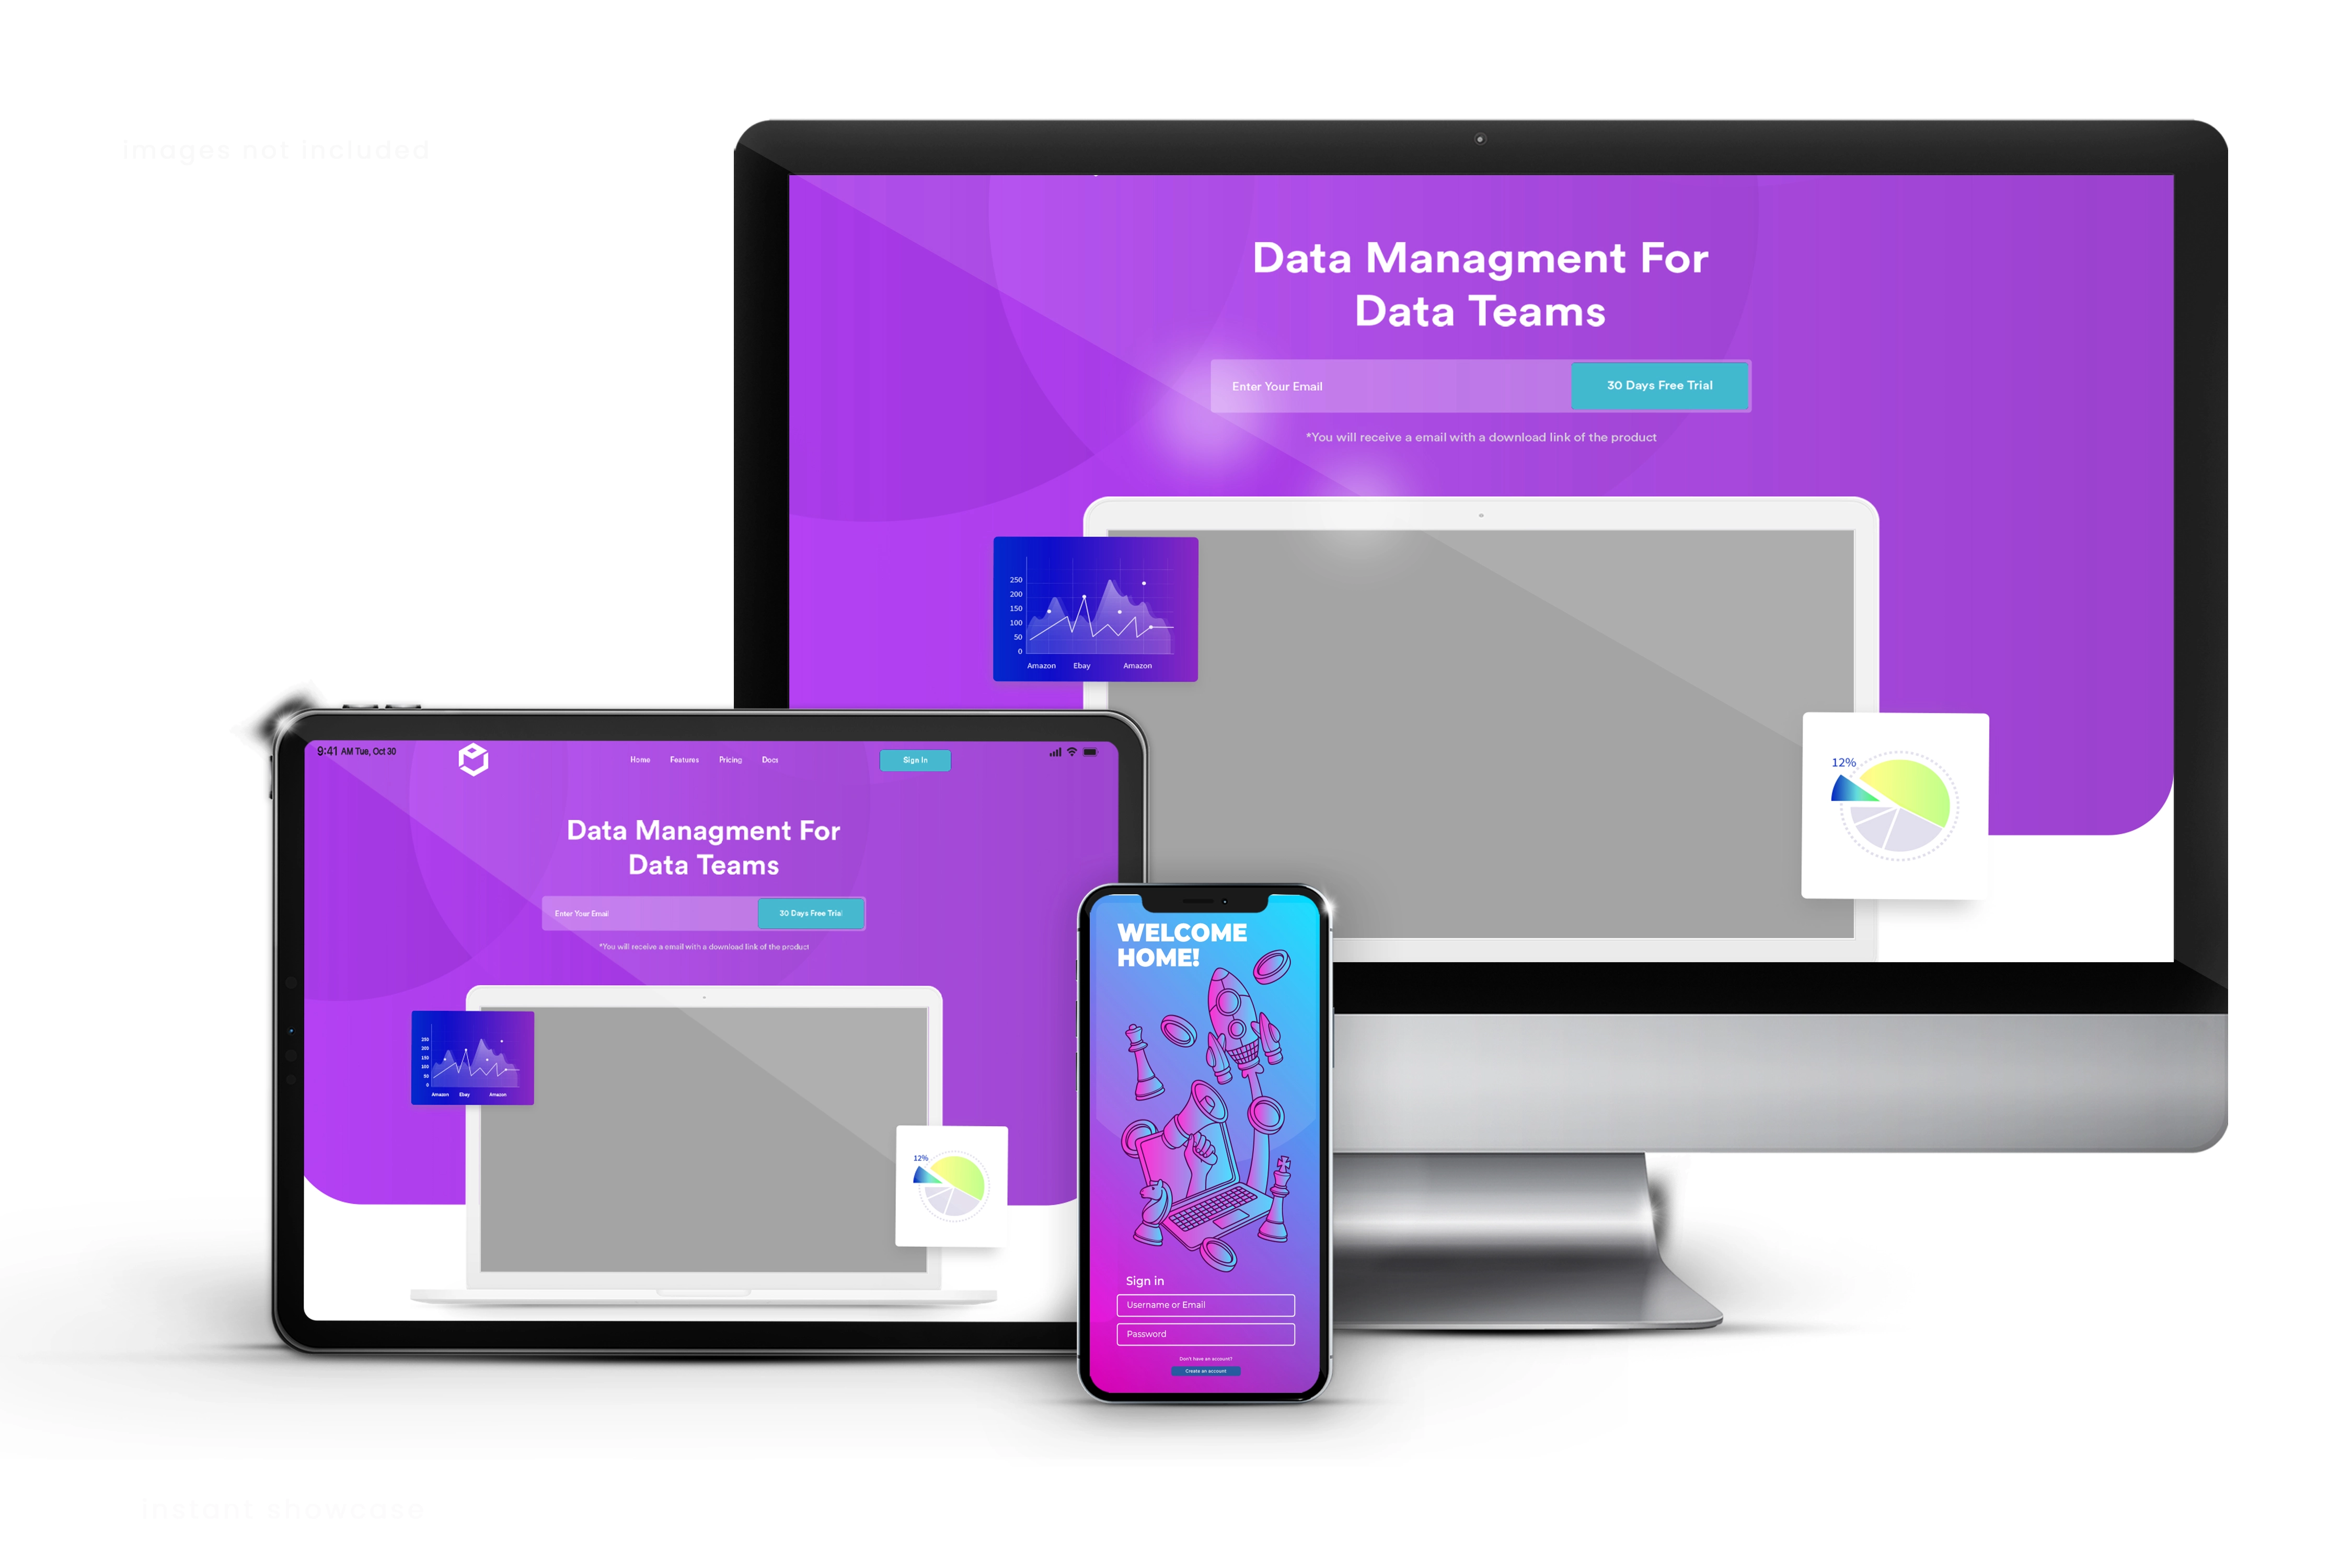 images not included
Data Managment For
Data Teams
Enter Your Email
30 Days Free Trial
*You will receive a email with a download link of the product
250
200
150
100
50
0
Amazon Ebay Amazon
12%
9:41 AM Tue, Oct 30
Home Features Pricing Docs
Sign In
Data Managment For
Data Teams
Enter Your Email
30 Days Free Trial
*You will receive a email with a download link of the product
250
200
150
100
50
0
Amazon Ebay Amazon
12%
WELCOME
HOME!
Sign in
Username or Email
Password
Don't have an account?
Create an account
instant showcase